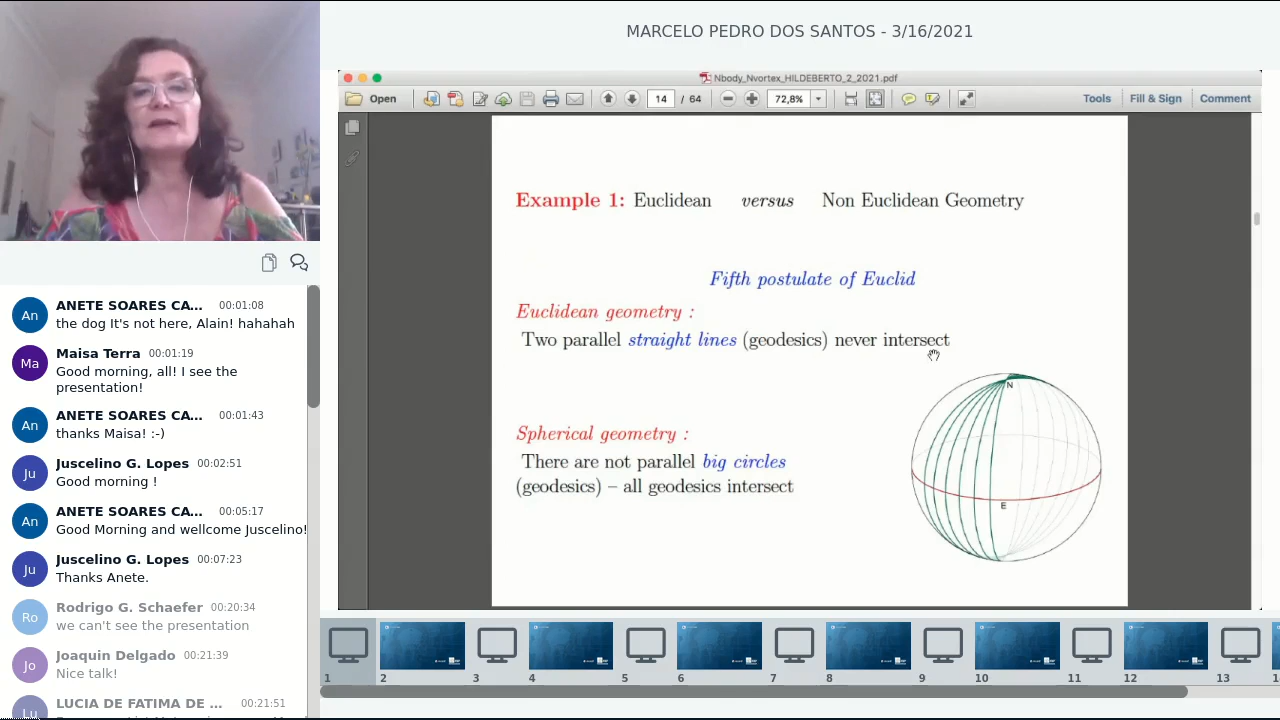 MARCELO PEDRO DOS SANTOS - 3/16/2021
Nbody_Nvortex_HILDEBERTO_2_2021.pdf
Open 14 / 64 72,8% Tools Fill & Sign Comment
Example 1: Euclidean versus Non Euclidean Geometry
Fifth postulate of Euclid
Euclidean geometry :
Two parallel straight lines (geodesics) never intersect
N
Spherical geometry :
There are not parallel big circles
(geodesics) – all geodesics intersect
E
An ANETE SOARES CA... 00:01:08
the dog It's not here, Alain! hahahah
Ma Maisa Terra 00:01:19
Good morning, all! I see the
presentation!
An ANETE SOARES CA... 00:01:43
thanks Maisa! :-)
Ju Juscelino G. Lopes 00:02:51
Good morning !
An ANETE SOARES CA... 00:05:17
Good Morning and wellcome Juscelino!
Ju Juscelino G. Lopes 00:07:23
Thanks Anete.
Ro Rodrigo G. Schaefer 00:20:34
we can't see the presentation
Jo Joaquin Delgado 00:21:39
Nice talk!
Lu LUCIA DE FATIMA DE ... 00:21:51
1 2 3 4 5 6 7 8 9 10 11 12 13